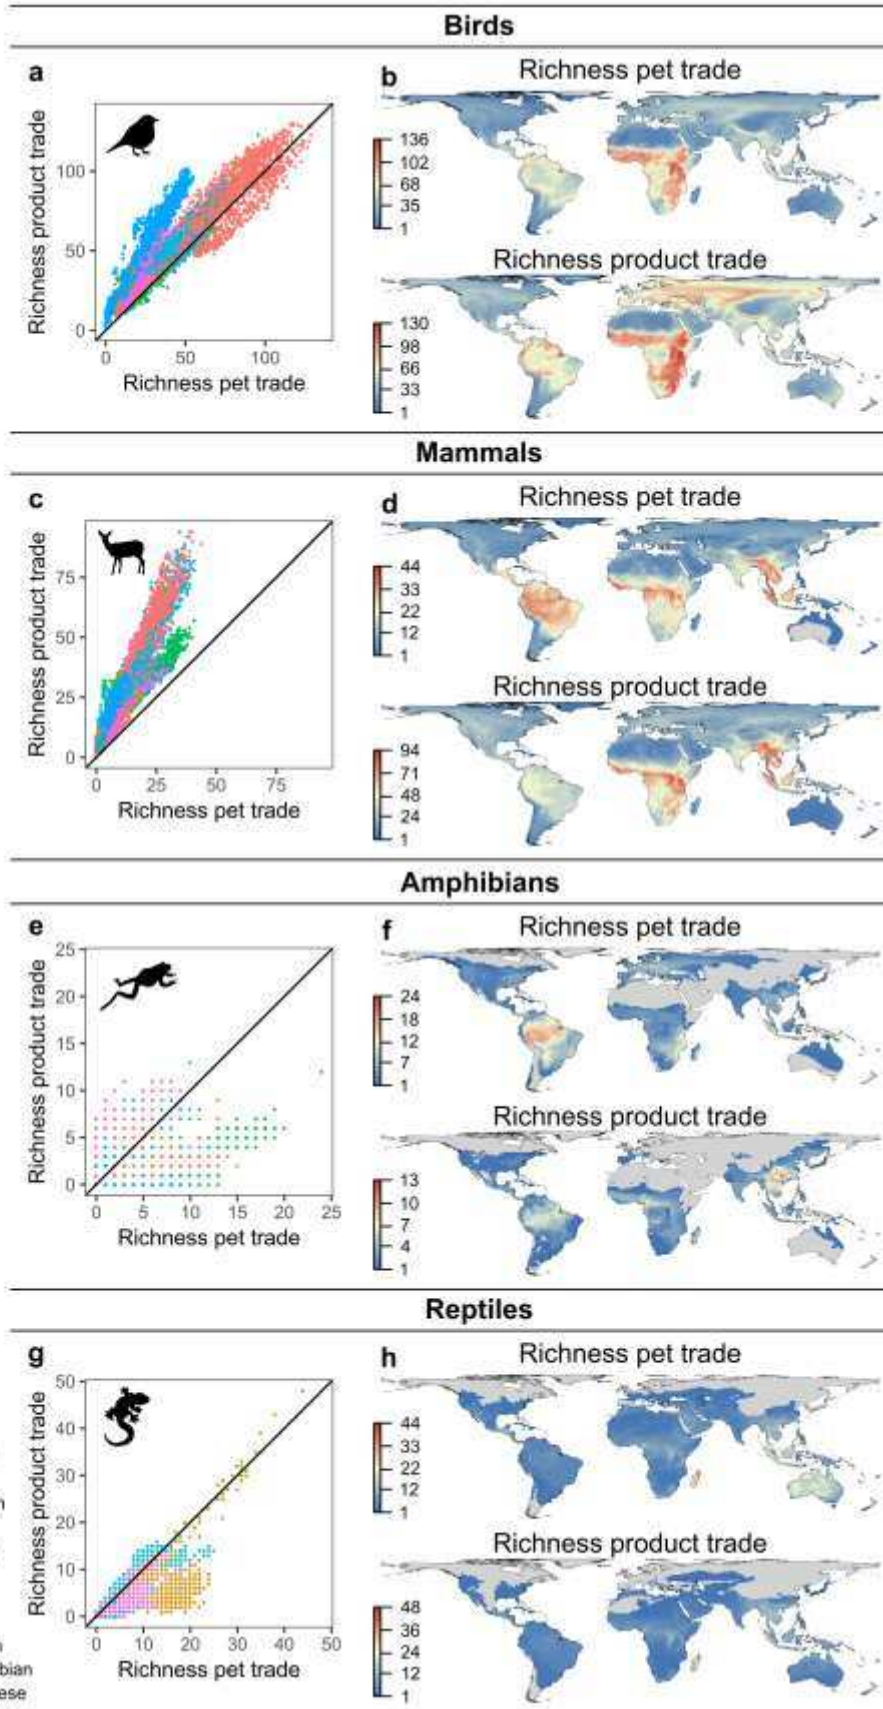 Birds
a
b
Richness pet trade
Richness product trade
100
50
0
0 50 100
Richness pet trade
136
102
68
35
1
Richness product trade
130
98
66
33
1
Mammals
c
d
Richness pet trade
Richness product trade
75
50
25
0
0 25 50 75
Richness pet trade
44
33
22
12
1
Richness product trade
94
71
48
24
1
Amphibians
e
f
Richness pet trade
Richness product trade
25
20
15
10
5
0
0 5 10 15 20 25
Richness pet trade
24
18
12
7
1
Richness product trade
13
10
7
4
1
Reptiles
g
h
Richness pet trade
Richness product trade
50
40
30
20
10
0
0 10 20 30 40 50
Richness pet trade
44
33
22
12
1
Richness product trade
48
36
24
12
1